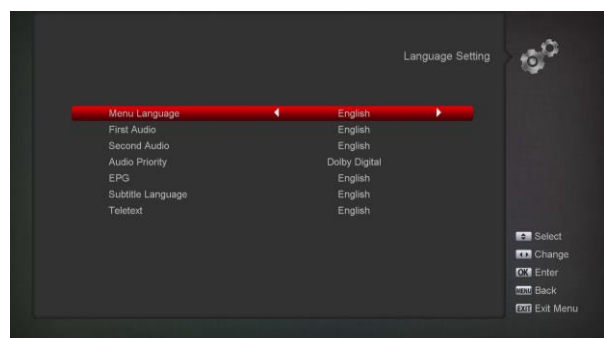 Language Setting
Menu Language English
First Audio English
Second Audio English
Audio Priority Dolby Digital
EPG English
Subtitle Language English
Teletext English
Select
Change
OK Enter
MENU Back
EXIT Exit Menu